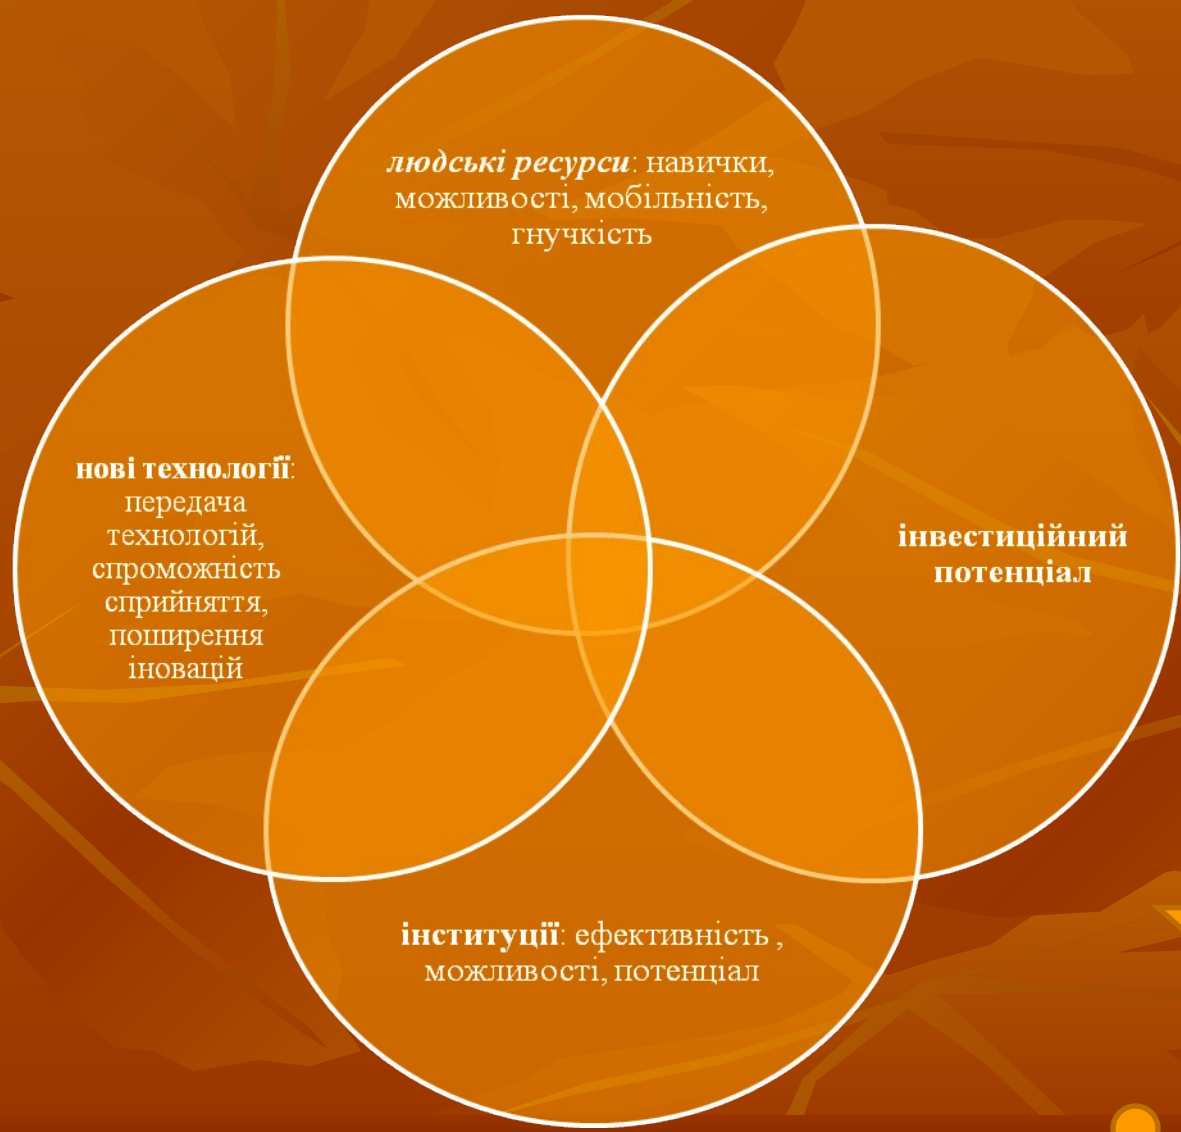 людські ресурси: навички,
можливості, мобільність,
гнучкість
нові технології:
передача
технологій,
спроможність
сприйняття,
поширення
іновацій
інвестиційний
потенціал
інституції: ефективність ,
можливості, потенціал